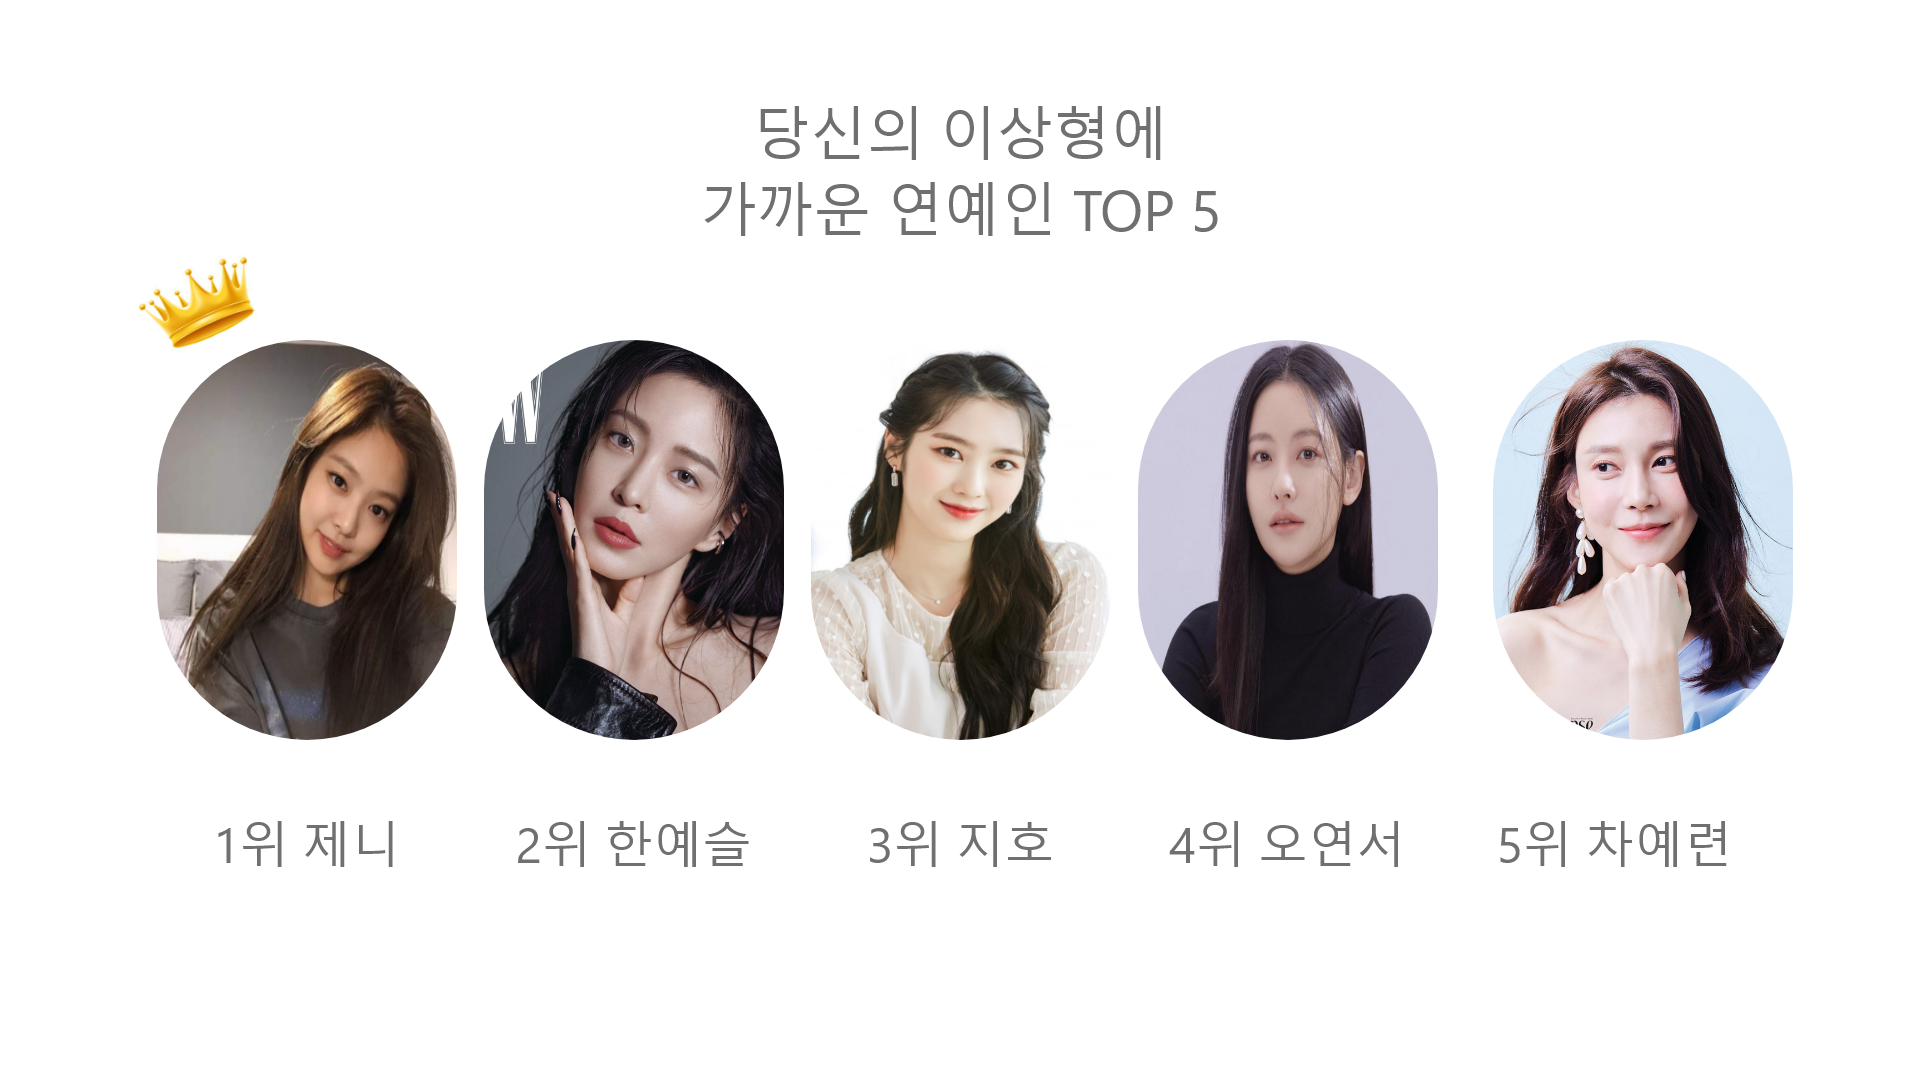 당신의 이상형에
가까운 연예인 TOP 5
W
1위 제니
2위 한예슬
3위 지호
4위 오연서
5위 차예련